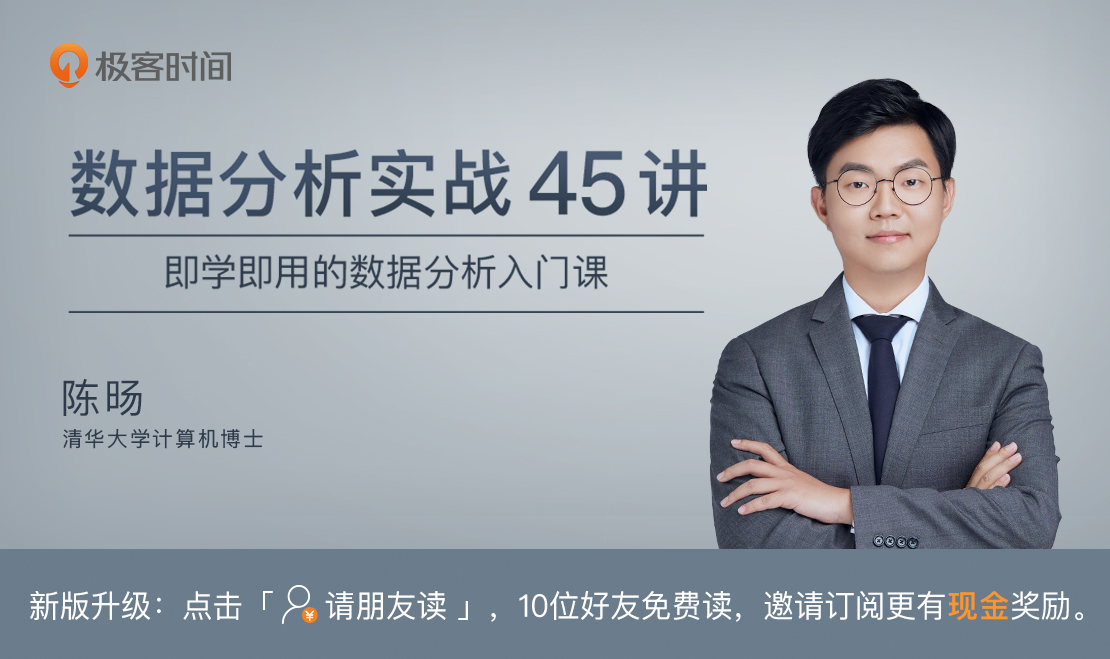 极客时间
数据分析实战 45 讲
即学即用的数据分析入门课
陈旸
清华大学计算机博士
新版升级：点击「 ¥ 请朋友读 」，10位好友免费读，邀请订阅更有现金奖励。